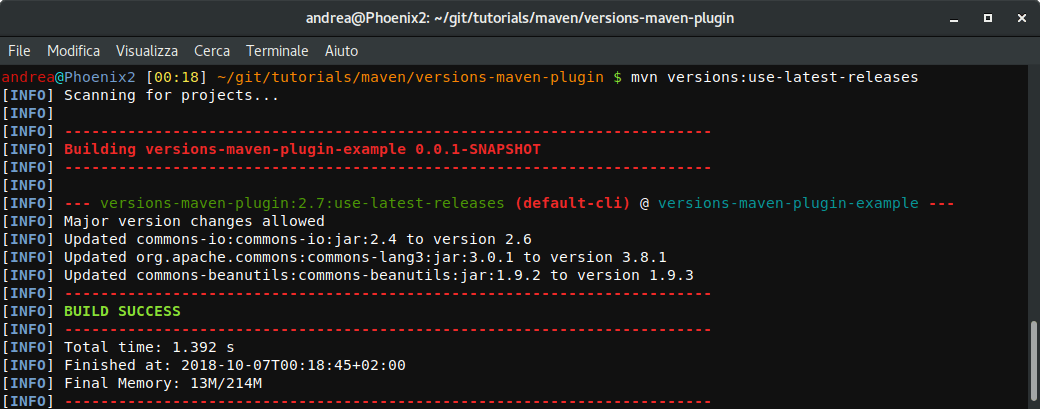 andrea@Phoenix2: ~/git/tutorials/maven/versions-maven-plugin
File Modifica Visualizza Cerca Terminale Aiuto
andrea@Phoenix2 [00:18] ~/git/tutorials/maven/versions-maven-plugin $ mvn versions:use-latest-releases
[INFO] Scanning for projects...
[INFO]
[INFO] ------------------------------------------------------------------------
[INFO] Building versions-maven-plugin-example 0.0.1-SNAPSHOT
[INFO] ------------------------------------------------------------------------
[INFO]
[INFO] --- versions-maven-plugin:2.7:use-latest-releases (default-cli) @ versions-maven-plugin-example ---
[INFO] Major version changes allowed
[INFO] Updated commons-io:commons-io:jar:2.4 to version 2.6
[INFO] Updated org.apache.commons:commons-lang3:jar:3.0.1 to version 3.8.1
[INFO] Updated commons-beanutils:commons-beanutils:jar:1.9.2 to version 1.9.3
[INFO] ------------------------------------------------------------------------
[INFO] BUILD SUCCESS
[INFO] ------------------------------------------------------------------------
[INFO] Total time: 1.392 s
[INFO] Finished at: 2018-10-07T00:18:45+02:00
[INFO] Final Memory: 13M/214M
[INFO] ------------------------------------------------------------------------